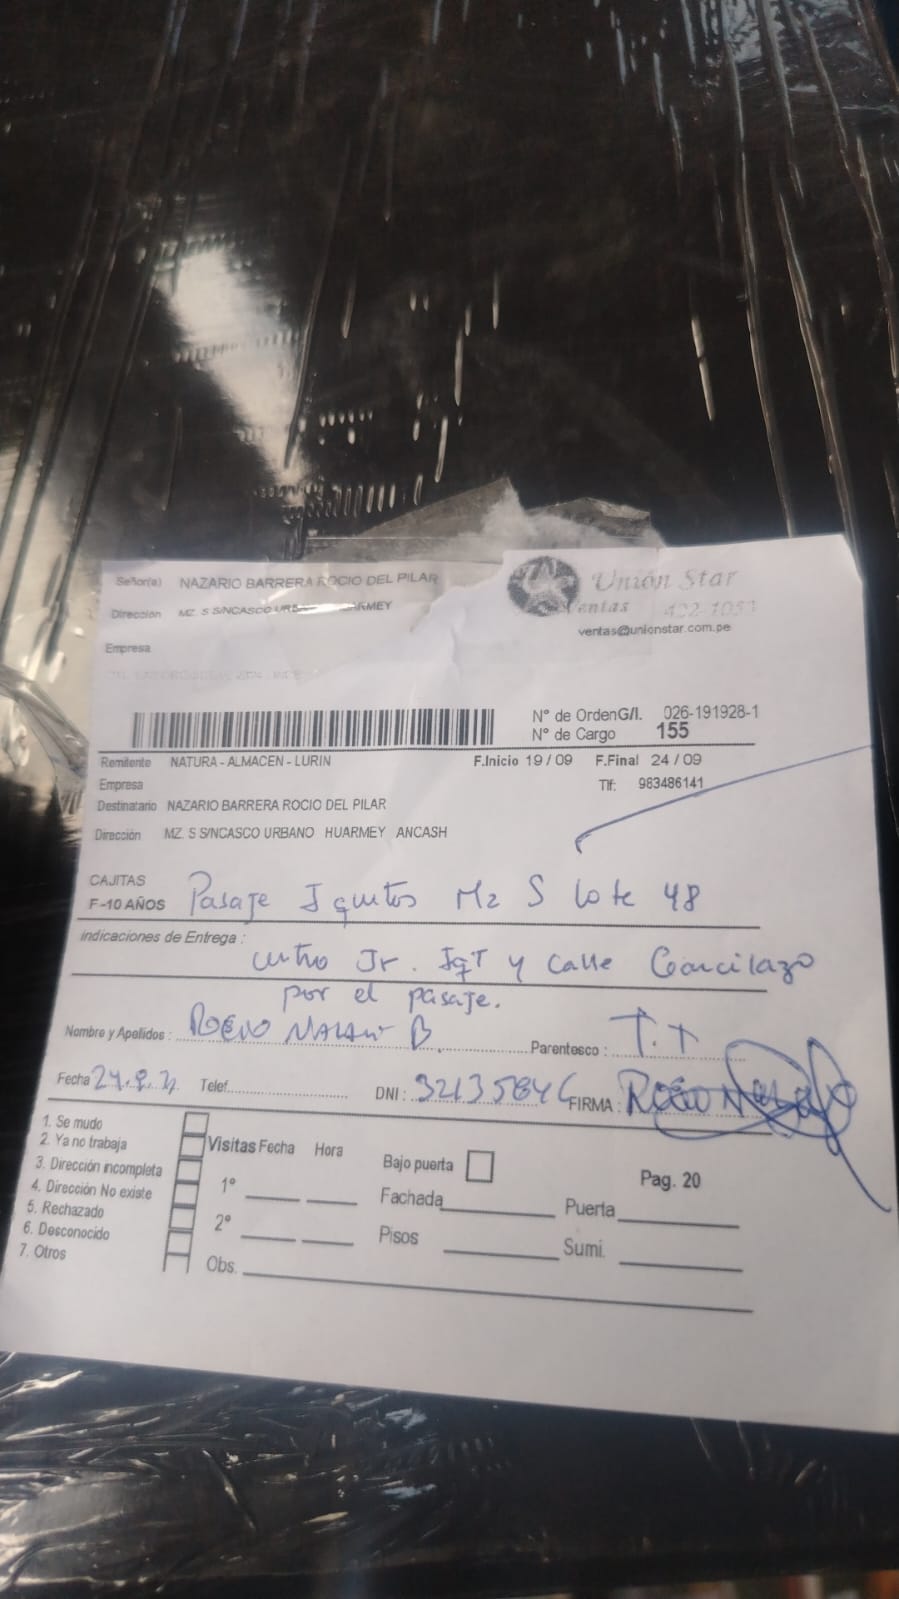 Señor(a) NAZARIO BARRERA ROCIO DEL PILAR
Dirección MZ. S S/NCASCO
Unión Star
Ventas 422-1053
ventas@unionstar.com.pe
Empresa
N° de OrdenG/I. 026-191928-1
N° de Cargo 155
Remitente NATURA - ALMACEN - LURIN F.Inicio 19 / 09 F.Final 24 / 09
Empresa Tlf: 983486141
Destinatario NAZARIO BARRERA ROCIO DEL PILAR
Dirección MZ. S S/NCASCO URBANO HUARMEY ANCASH
CAJITAS
F-10 AÑOS Pasaje Iquitos Mz S lote 48
indicaciones de Entrega :
entre Jr. IqT y calle Garcilazo
por el pasaje.
Nombre y Apellidos : B. Parentesco : T.T
Fecha Telef. DNI : FIRMA :
1. Se mudo
2. Ya no trabaja
3. Dirección incompleta
4. Dirección No existe
5. Rechazado
6. Desconocido
7. Otros
Visitas Fecha Hora
1°
2°
Obs.
Bajo puerta
Fachada
Pisos
Pag. 20
Puerta
Sumi.